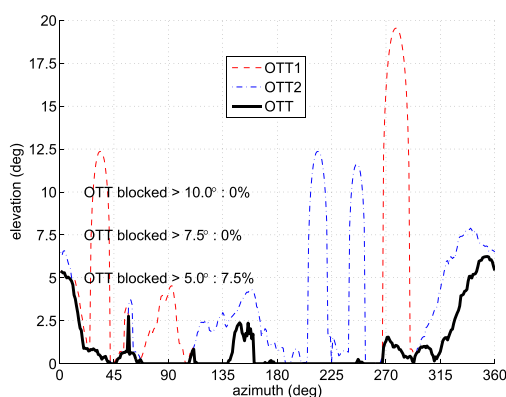 20
17.5
15
12.5
10
7.5
5
2.5
0
elevation (deg)
OTT1
OTT2
OTT
OTT blocked > 10.0° : 0%
OTT blocked > 7.5° : 0%
OTT blocked > 5.0° : 7.5%
0 45 90 135 180 225 270 315 360
azimuth (deg)